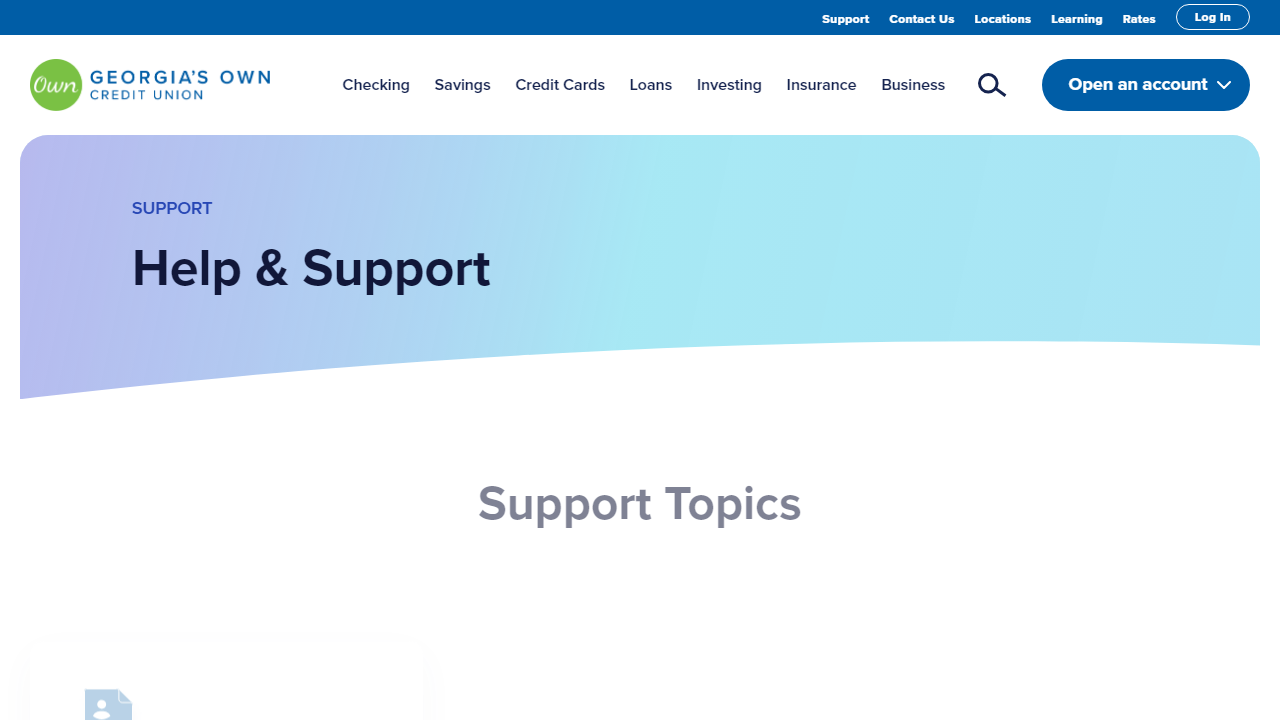 Support Contact Us Locations Learning Rates Log In
Own GEORGIA'S OWN
CREDIT UNION
Checking Savings Credit Cards Loans Investing Insurance Business
Open an account
SUPPORT
Help & Support
Support Topics